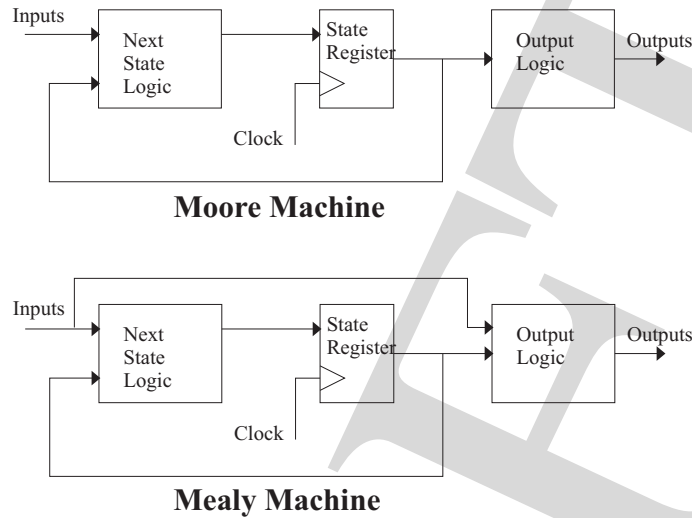 Inputs
Next
State
Logic
State
Register
Clock
Output
Logic
Outputs
Moore Machine
Inputs
Next
State
Logic
State
Register
Clock
Output
Logic
Outputs
Mealy Machine